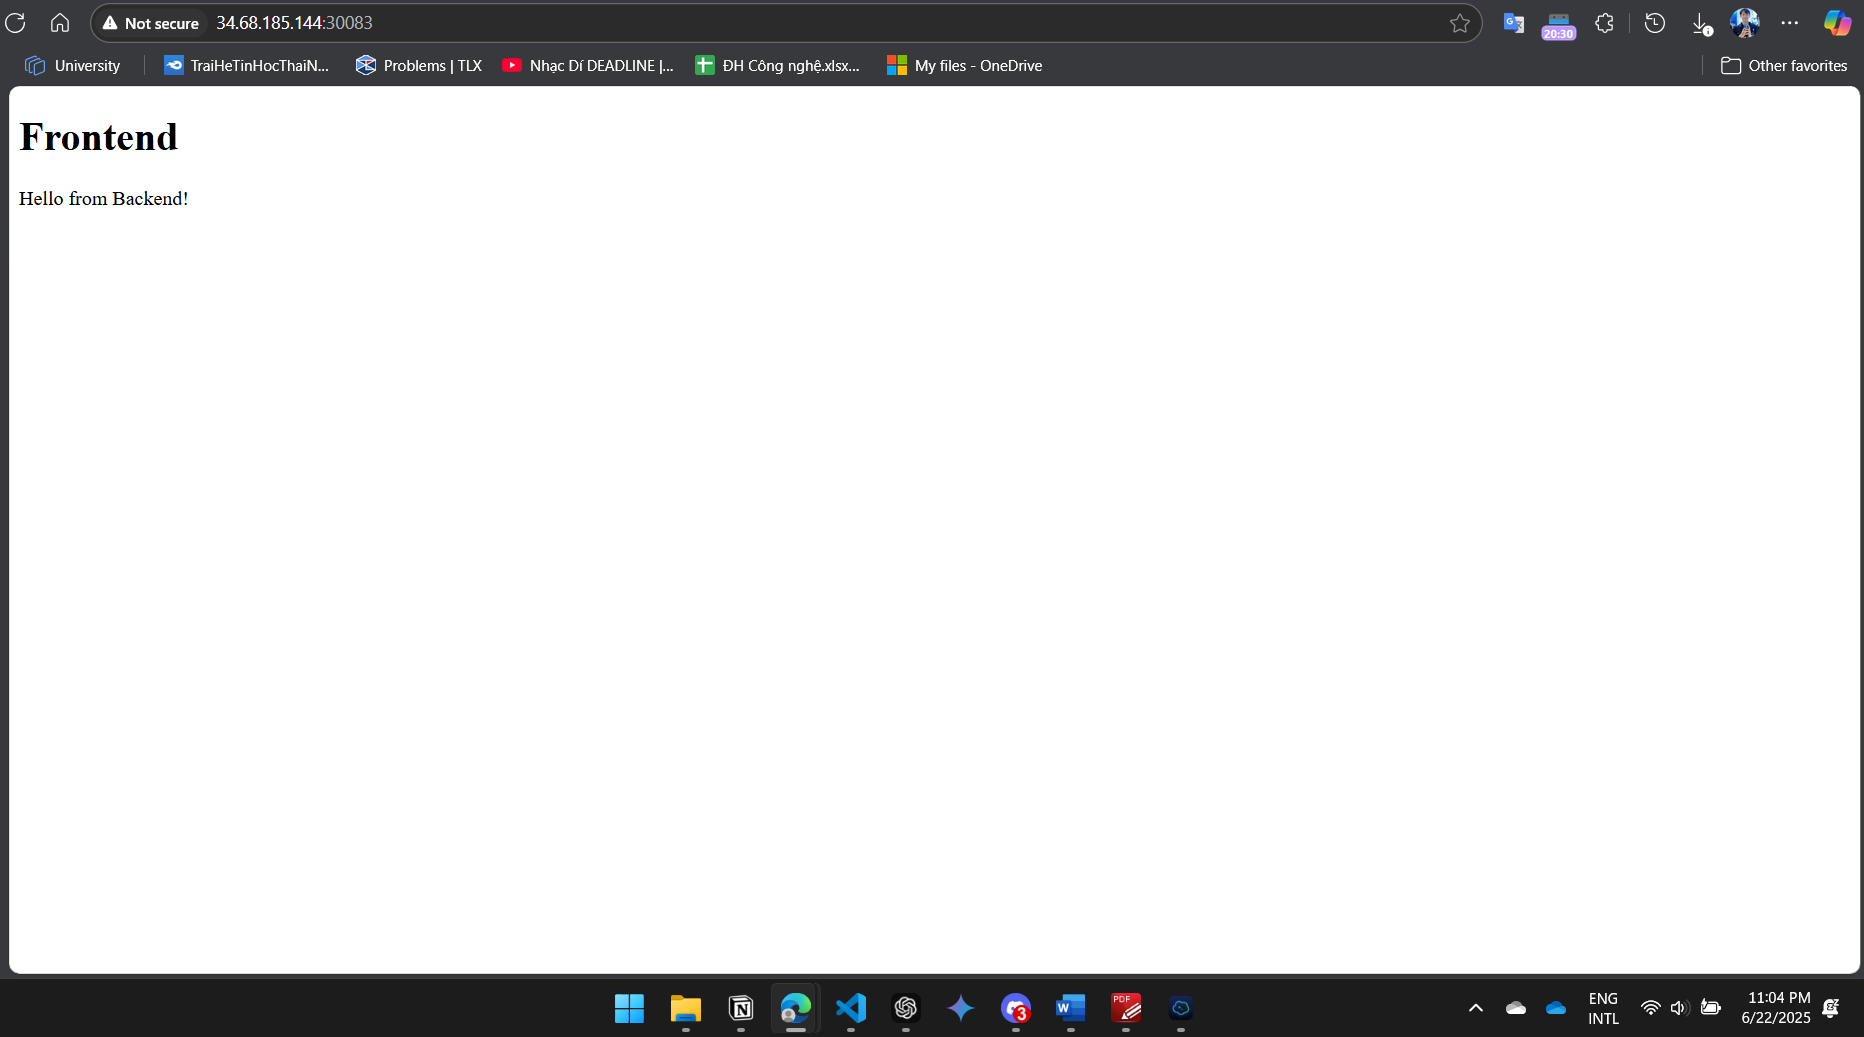 Not secure 34.68.185.144:30083
20:30
University TraiHeTinHocThaiN... Problems | TLX Nhạc Dí DEADLINE |... ĐH Công nghệ.xlsx... My files - OneDrive Other favorites
Frontend
Hello from Backend!
3
W
PDF
ENG
INTL
11:04 PM
6/22/2025